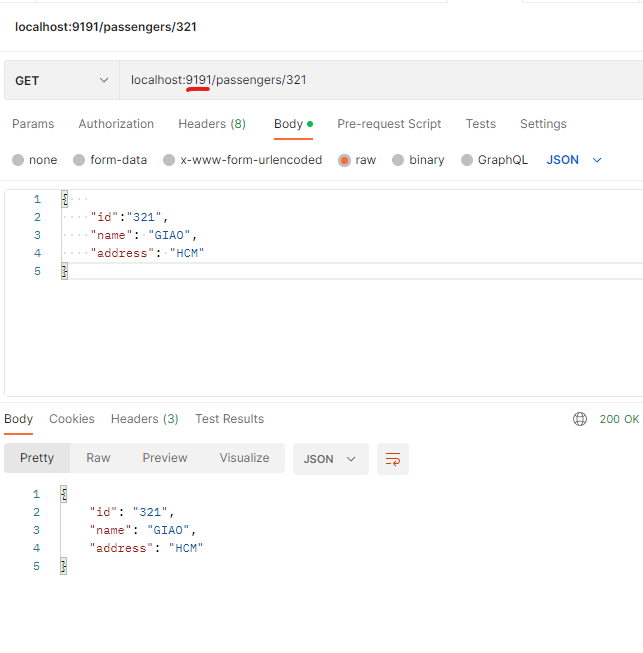 localhost:9191/passengers/321
GET localhost:9191/passengers/321
Params Authorization Headers (8) Body Pre-request Script Tests Settings
none form-data x-www-form-urlencoded raw binary GraphQL JSON
1 {
2 "id":"321",
3 "name": "GIAO",
4 "address": "HCM"
5 }
Body Cookies Headers (3) Test Results 200 OK
Pretty Raw Preview Visualize JSON
1 {
2 "id": "321",
3 "name": "GIAO",
4 "address": "HCM"
5 }